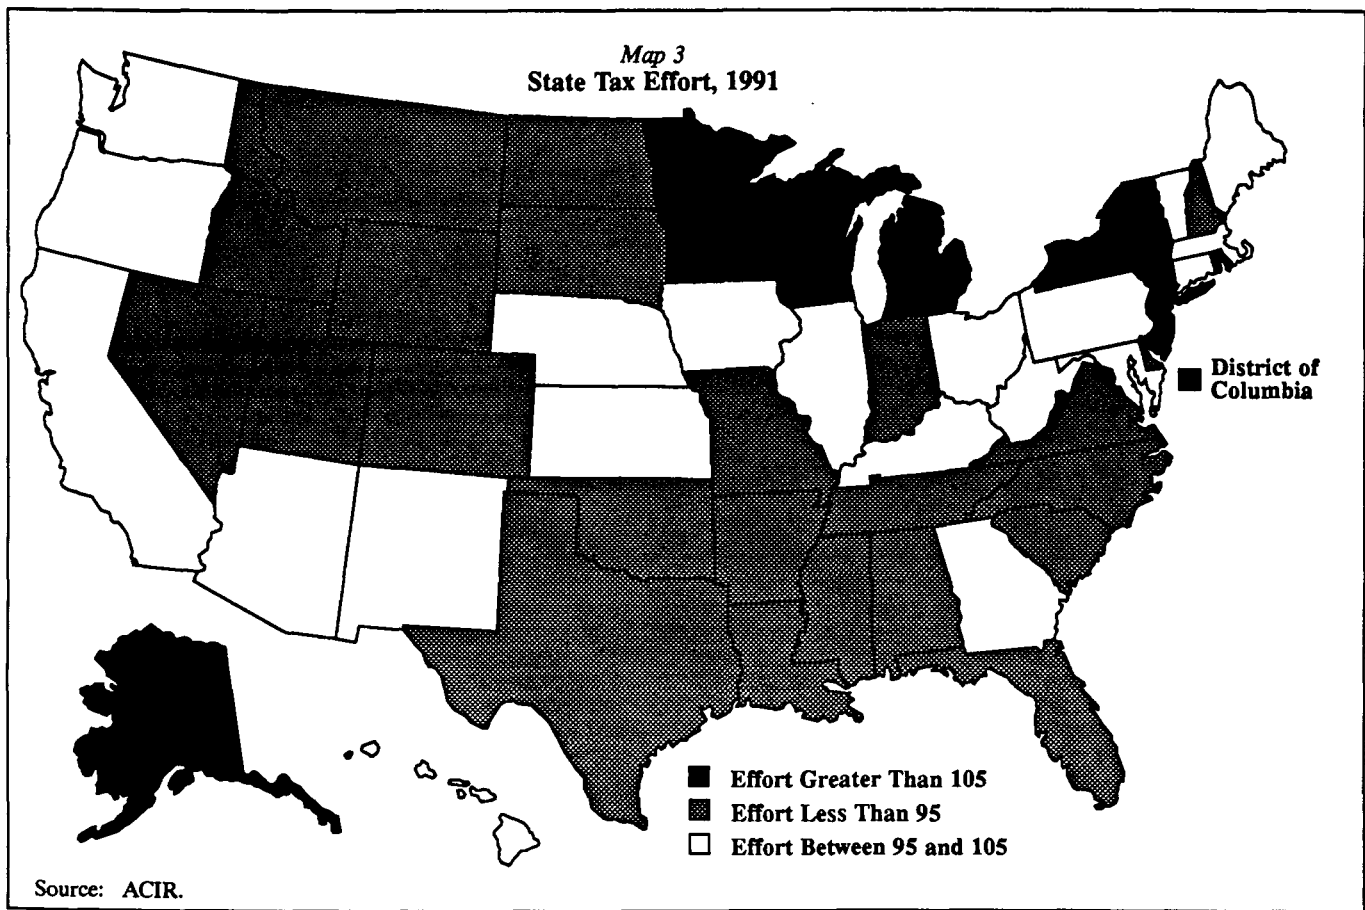 Map 3
State Tax Effort, 1991
District of
Columbia
Effort Greater Than 105
Effort Less Than 95
Effort Between 95 and 105
Source: ACIR.